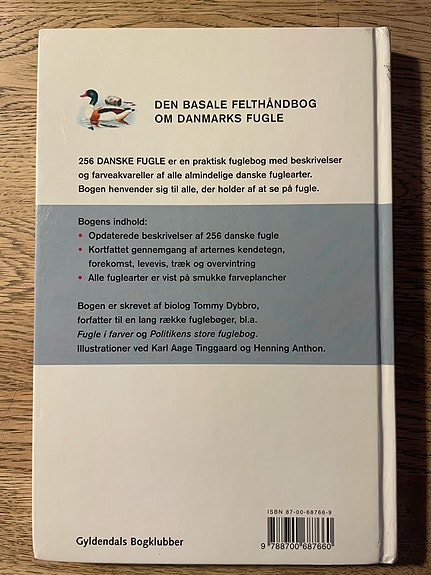 DEN BASALE FELTHÅNDBOG
OM DANMARKS FUGLE
256 DANSKE FUGLE er en praktisk fuglebog med beskrivelser
og farveakvareller af alle almindelige danske fuglearter.
Bogen henvender sig til alle, der holder af at se på fugle.
Bogens indhold:
• Opdaterede beskrivelser af 256 danske fugle
• Kortfattet gennemgang af arternes kendetegn,
forekomst, levevis, træk og overvintring
• Alle fuglearter er vist på smukke farveplancher
Bogen er skrevet af biolog Tommy Dybbro,
forfatter til en lang række fuglebøger, bl.a.
Fugle i farver og Politikens store fuglebog.
Illustrationer ved Karl Aage Tinggaard og Henning Anthon.
ISBN 87-00-68766-9
9 788700 687660
Gyldendals Bogklubber